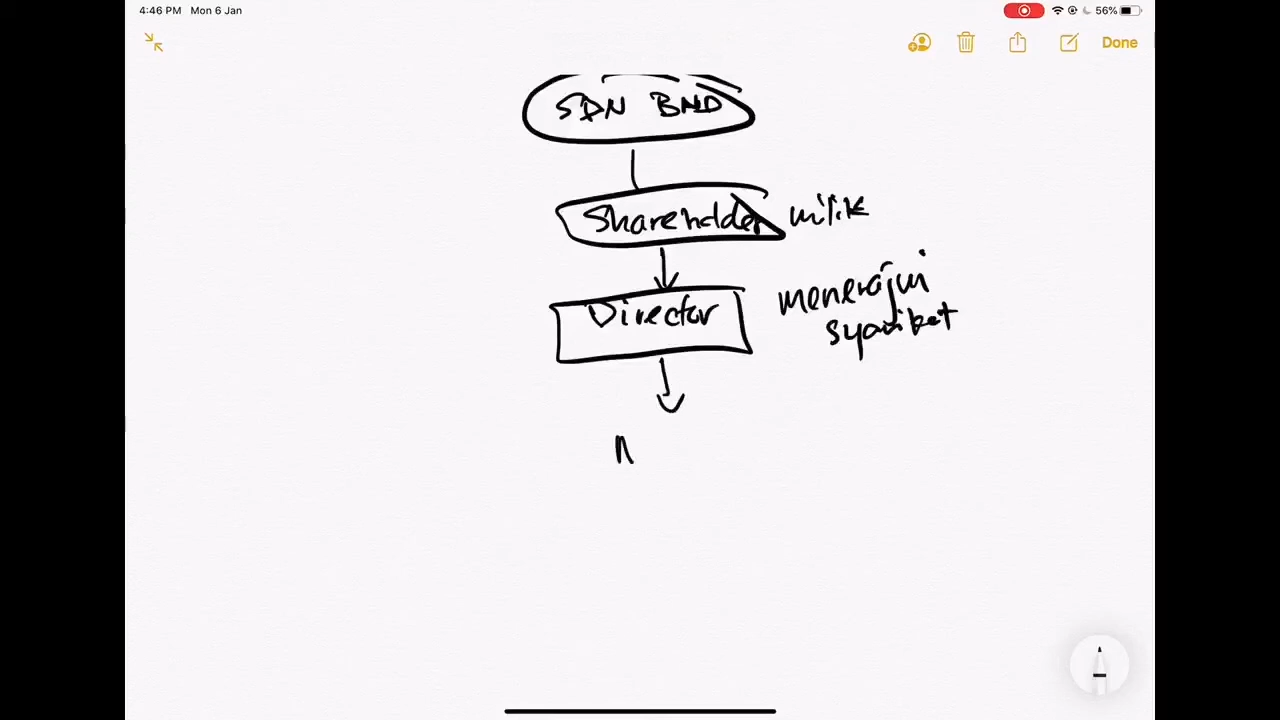 4:46 PM Mon 6 Jan 56%
Done
SDN BHD
Shareholder milik
Director menerajui
syarikat